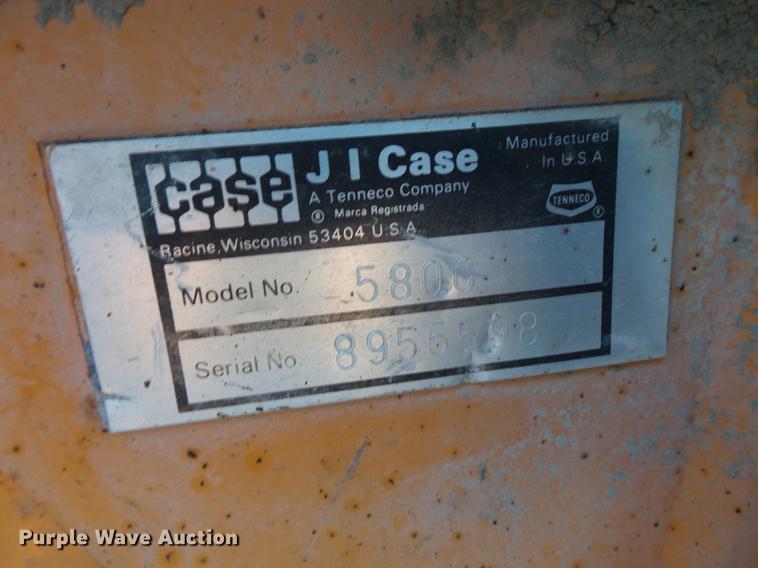 case
J I Case
A Tenneco Company
® Marca Registrada
Racine, Wisconsin 53404 U.S.A.
Manufactured
In U.S.A.
TENNECO
®
Model No. 580C
Serial No. 8955598
Purple Wave Auction